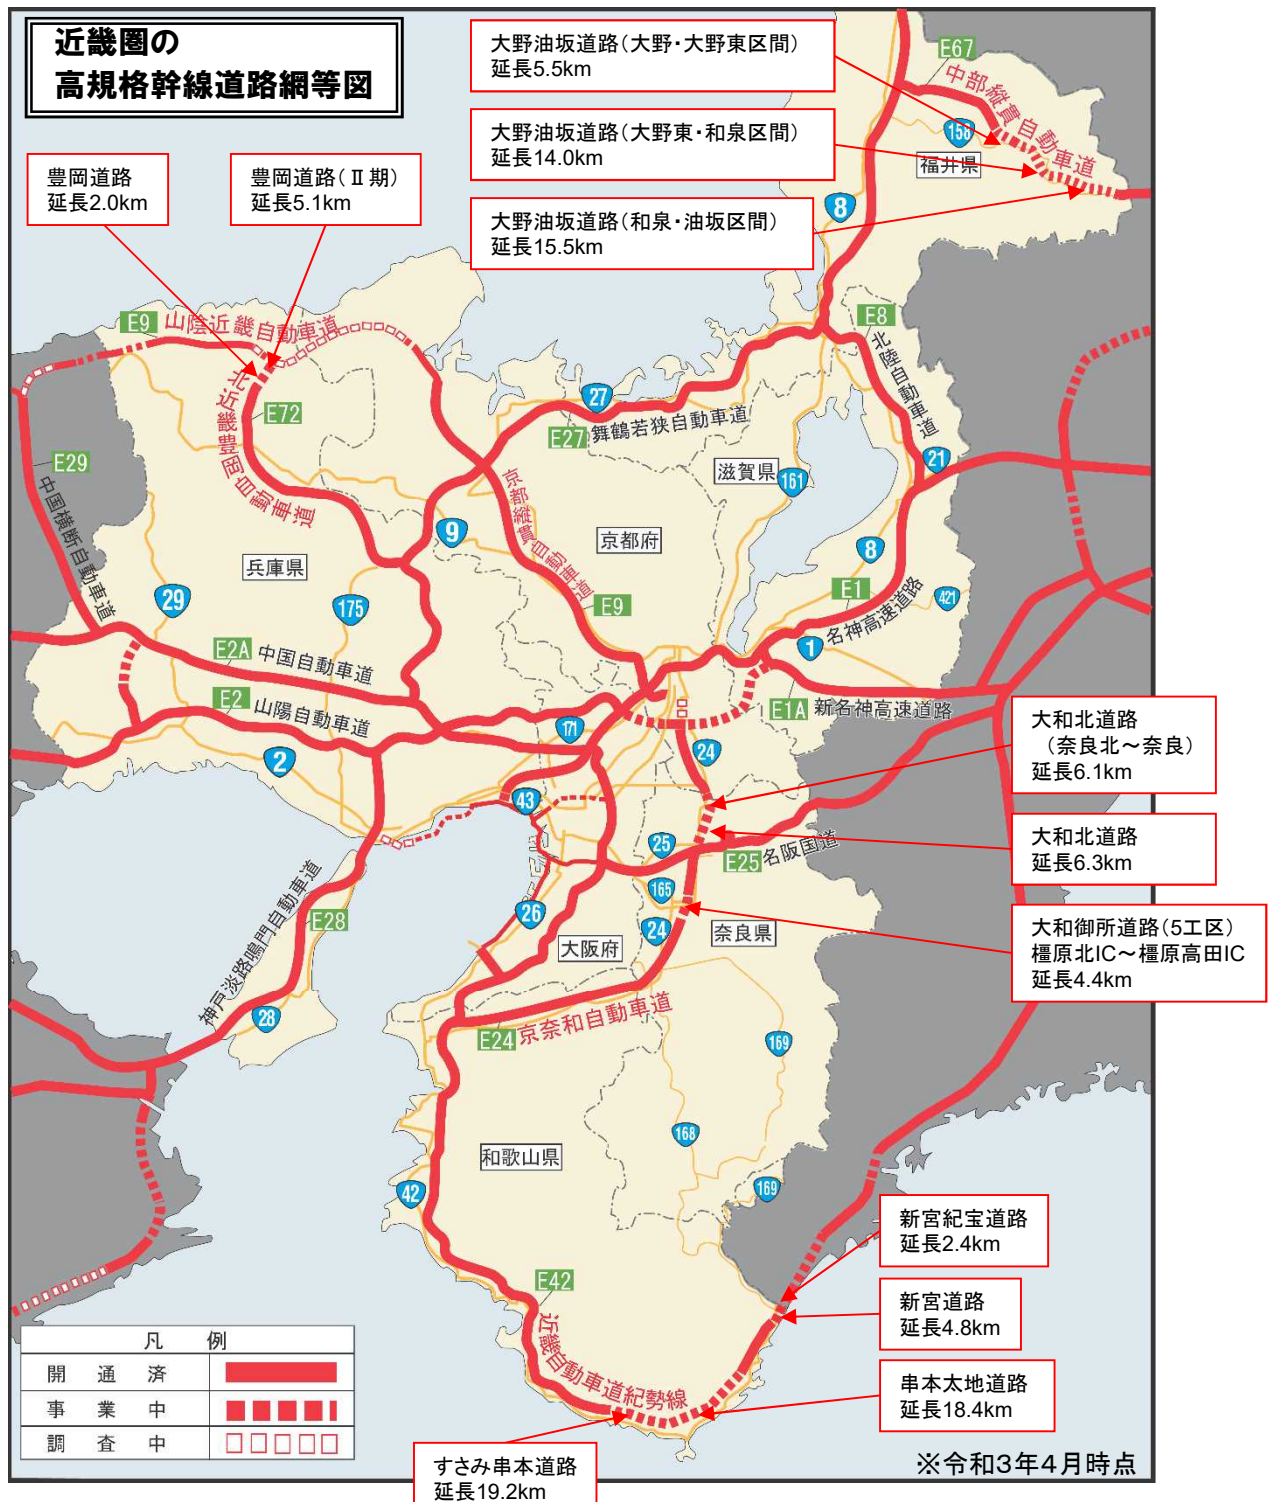 近畿圏の
高規格幹線道路網等図
大野油坂道路(大野・大野東区間)
延長5.5km
大野油坂道路(大野東・和泉区間)
延長14.0km
大野油坂道路(和泉・油坂区間)
延長15.5km
豊岡道路
延長2.0km
豊岡道路(Ⅱ期)
延長5.1km
E67
中部縦貫自動車道
158
福井県
8
E9
山陰近畿自動車道
E8
北陸自動車道
北近畿豊岡自動車道
E72
27
E27
舞鶴若狭自動車道
E29
中国横断自動車道
滋賀県
161
21
京都縦貫自動車道
9
京都府
8
兵庫県
29
175
E9
E1
名神高速道路
421
1
E2A
中国自動車道
E2
山陽自動車道
E1A
新名神高速道路
171
2
24
大和北道路
(奈良北～奈良)
延長6.1km
43
25
E25
名阪国道
大和北道路
延長6.3km
165
神戸淡路鳴門自動車道
E28
26
24
大阪府
奈良県
大和御所道路(5工区)
橿原北IC～橿原高田IC
延長4.4km
28
E24
京奈和自動車道
169
168
和歌山県
42
169
新宮紀宝道路
延長2.4km
E42
近畿自動車道紀勢線
新宮道路
延長4.8km
串本太地道路
延長18.4km
すさみ串本道路
延長19.2km
凡 例
開 通 済
事 業 中
調 査 中
※令和3年4月時点